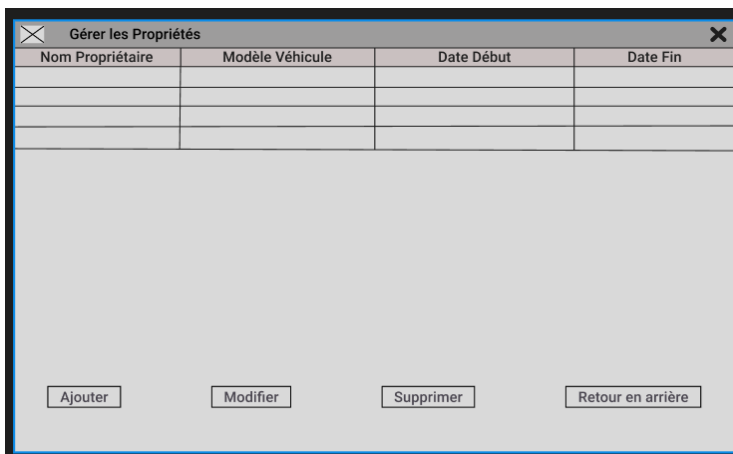 Gérer les Propriétés
Nom Propriétaire Modèle Véhicule Date Début Date Fin
Ajouter Modifier Supprimer Retour en arrière